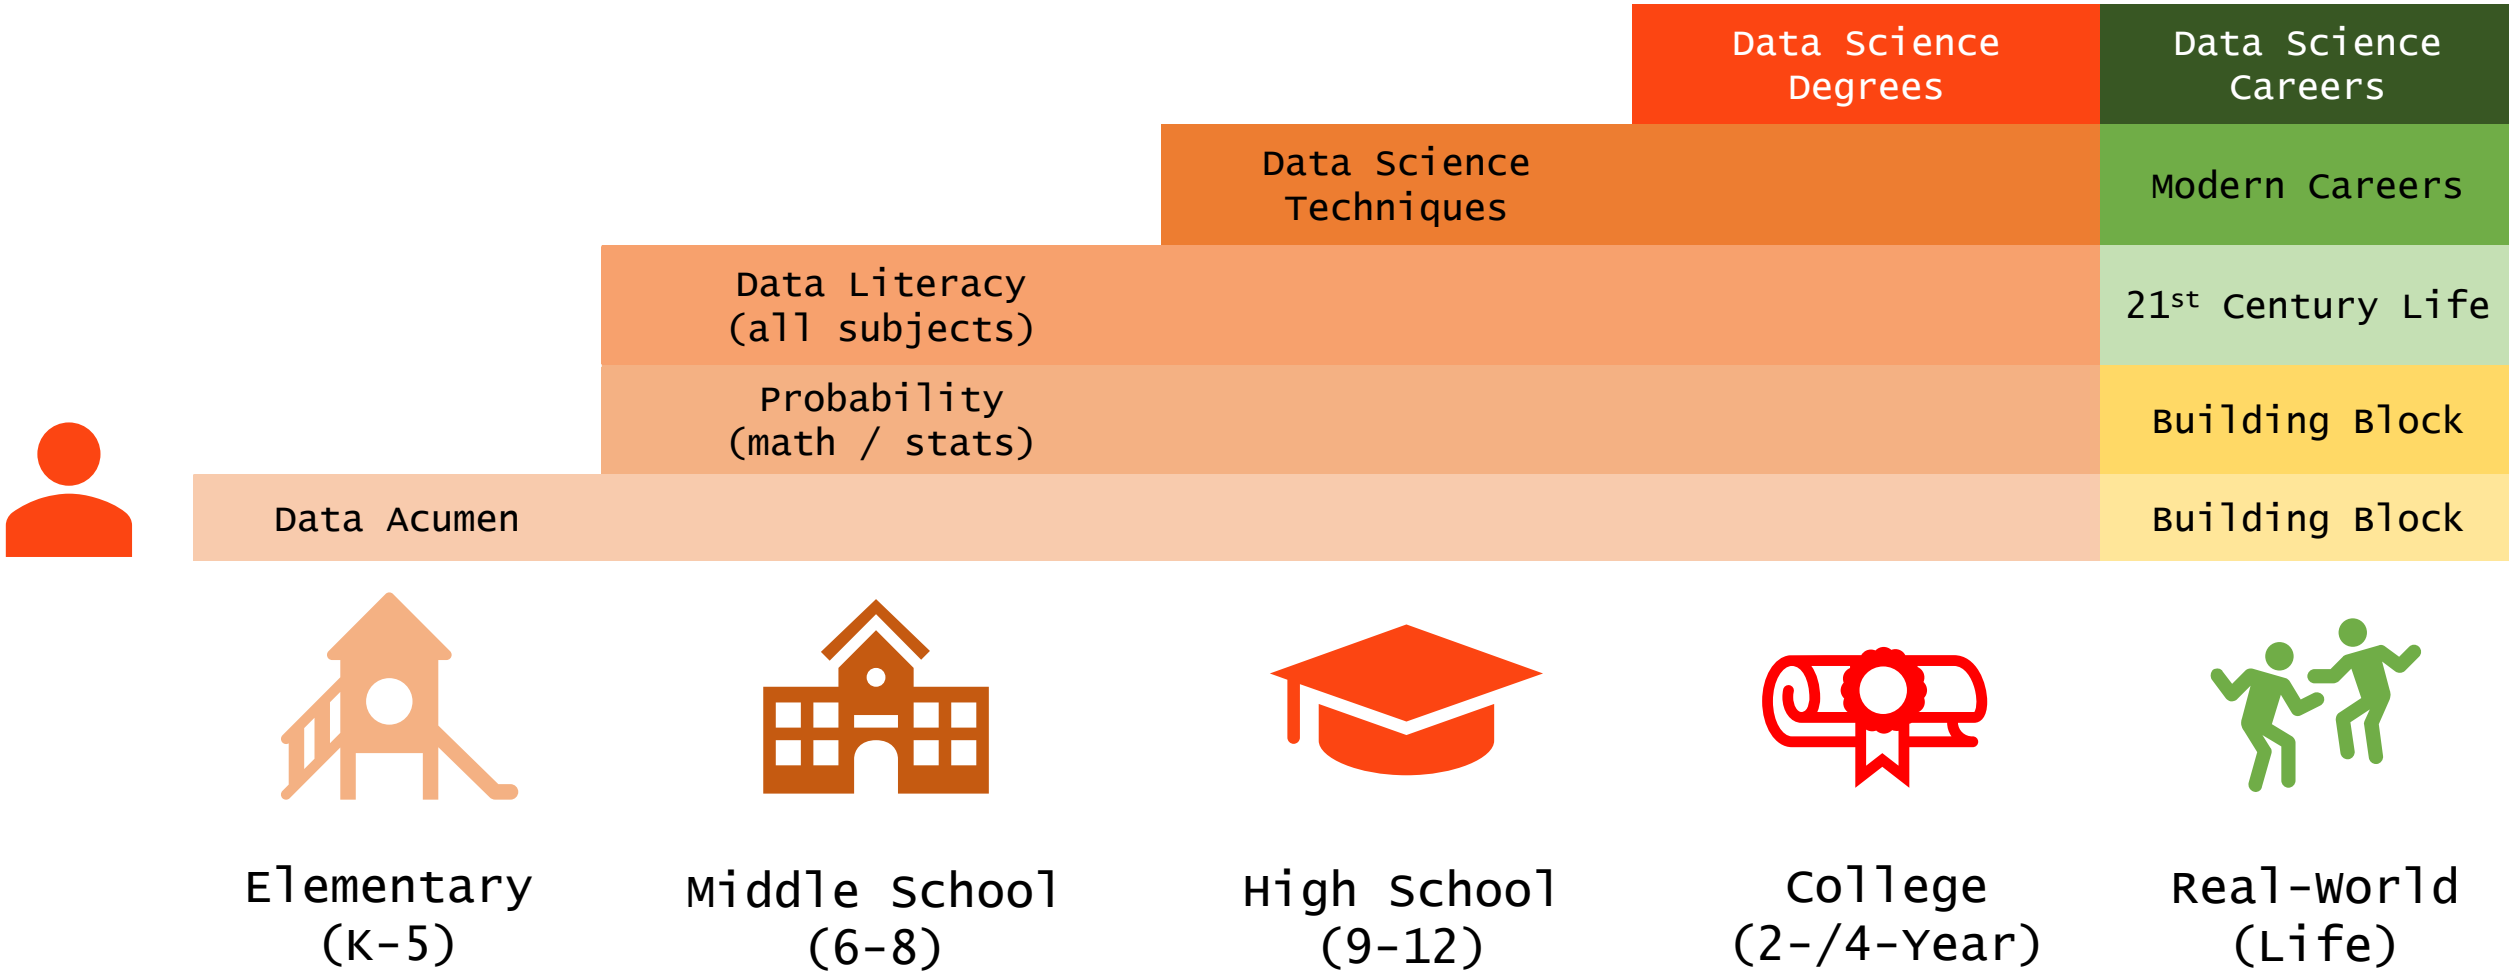 Data Science
Degrees
Data Science
Careers
Data Science
Techniques
Modern Careers
Data Literacy
(all subjects)
21st Century Life
Probability
(math / stats)
Building Block
Data Acumen
Building Block
Elementary
(K-5)
Middle School
(6-8)
High School
(9-12)
College
(2-/4-Year)
Real-World
(Life)